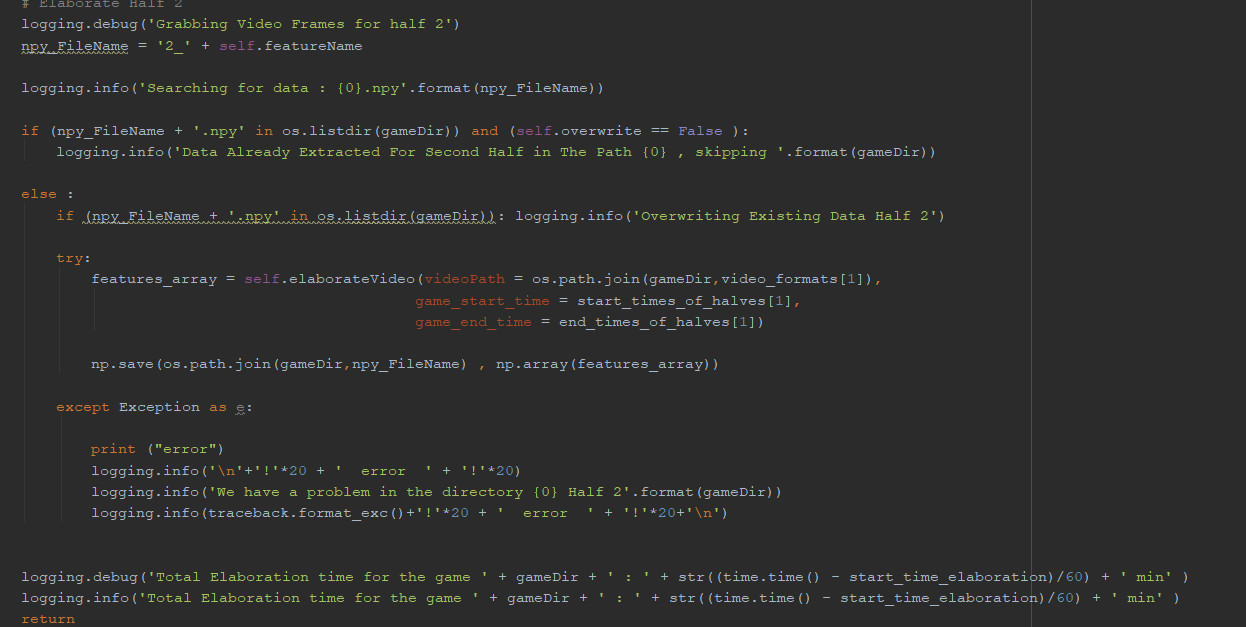 # Elaborate Half 2
logging.debug('Grabbing Video Frames for half 2')
npy_FileName = '2_' + self.featureName
logging.info('Searching for data : {0}.npy'.format(npy_FileName))
if (npy_FileName + '.npy' in os.listdir(gameDir)) and (self.overwrite == False ):
    logging.info('Data Already Extracted For Second Half in The Path {0} , skipping '.format(gameDir))
else :
    if (npy_FileName + '.npy' in os.listdir(gameDir)): logging.info('Overwriting Existing Data Half 2')
    try:
        features_array = self.elaborateVideo(videoPath = os.path.join(gameDir,video_formats[1]),
                                            game_start_time = start_times_of_halves[1],
                                            game_end_time = end_times_of_halves[1])
        np.save(os.path.join(gameDir,npy_FileName) , np.array(features_array))
    except Exception as e:
        print ("error")
        logging.info('\n'+'!'*20 + '  error  ' + '!'*20)
        logging.info('We have a problem in the directory {0} Half 2'.format(gameDir))
        logging.info(traceback.format_exc()+'!'*20 + '  error  ' + '!'*20+'\n')
logging.debug('Total Elaboration time for the game ' + gameDir + ' : ' + str((time.time() - start_time_elaboration)/60) + ' min' )
logging.info('Total Elaboration time for the game ' + gameDir + ' : ' + str((time.time() - start_time_elaboration)/60) + ' min' )
return